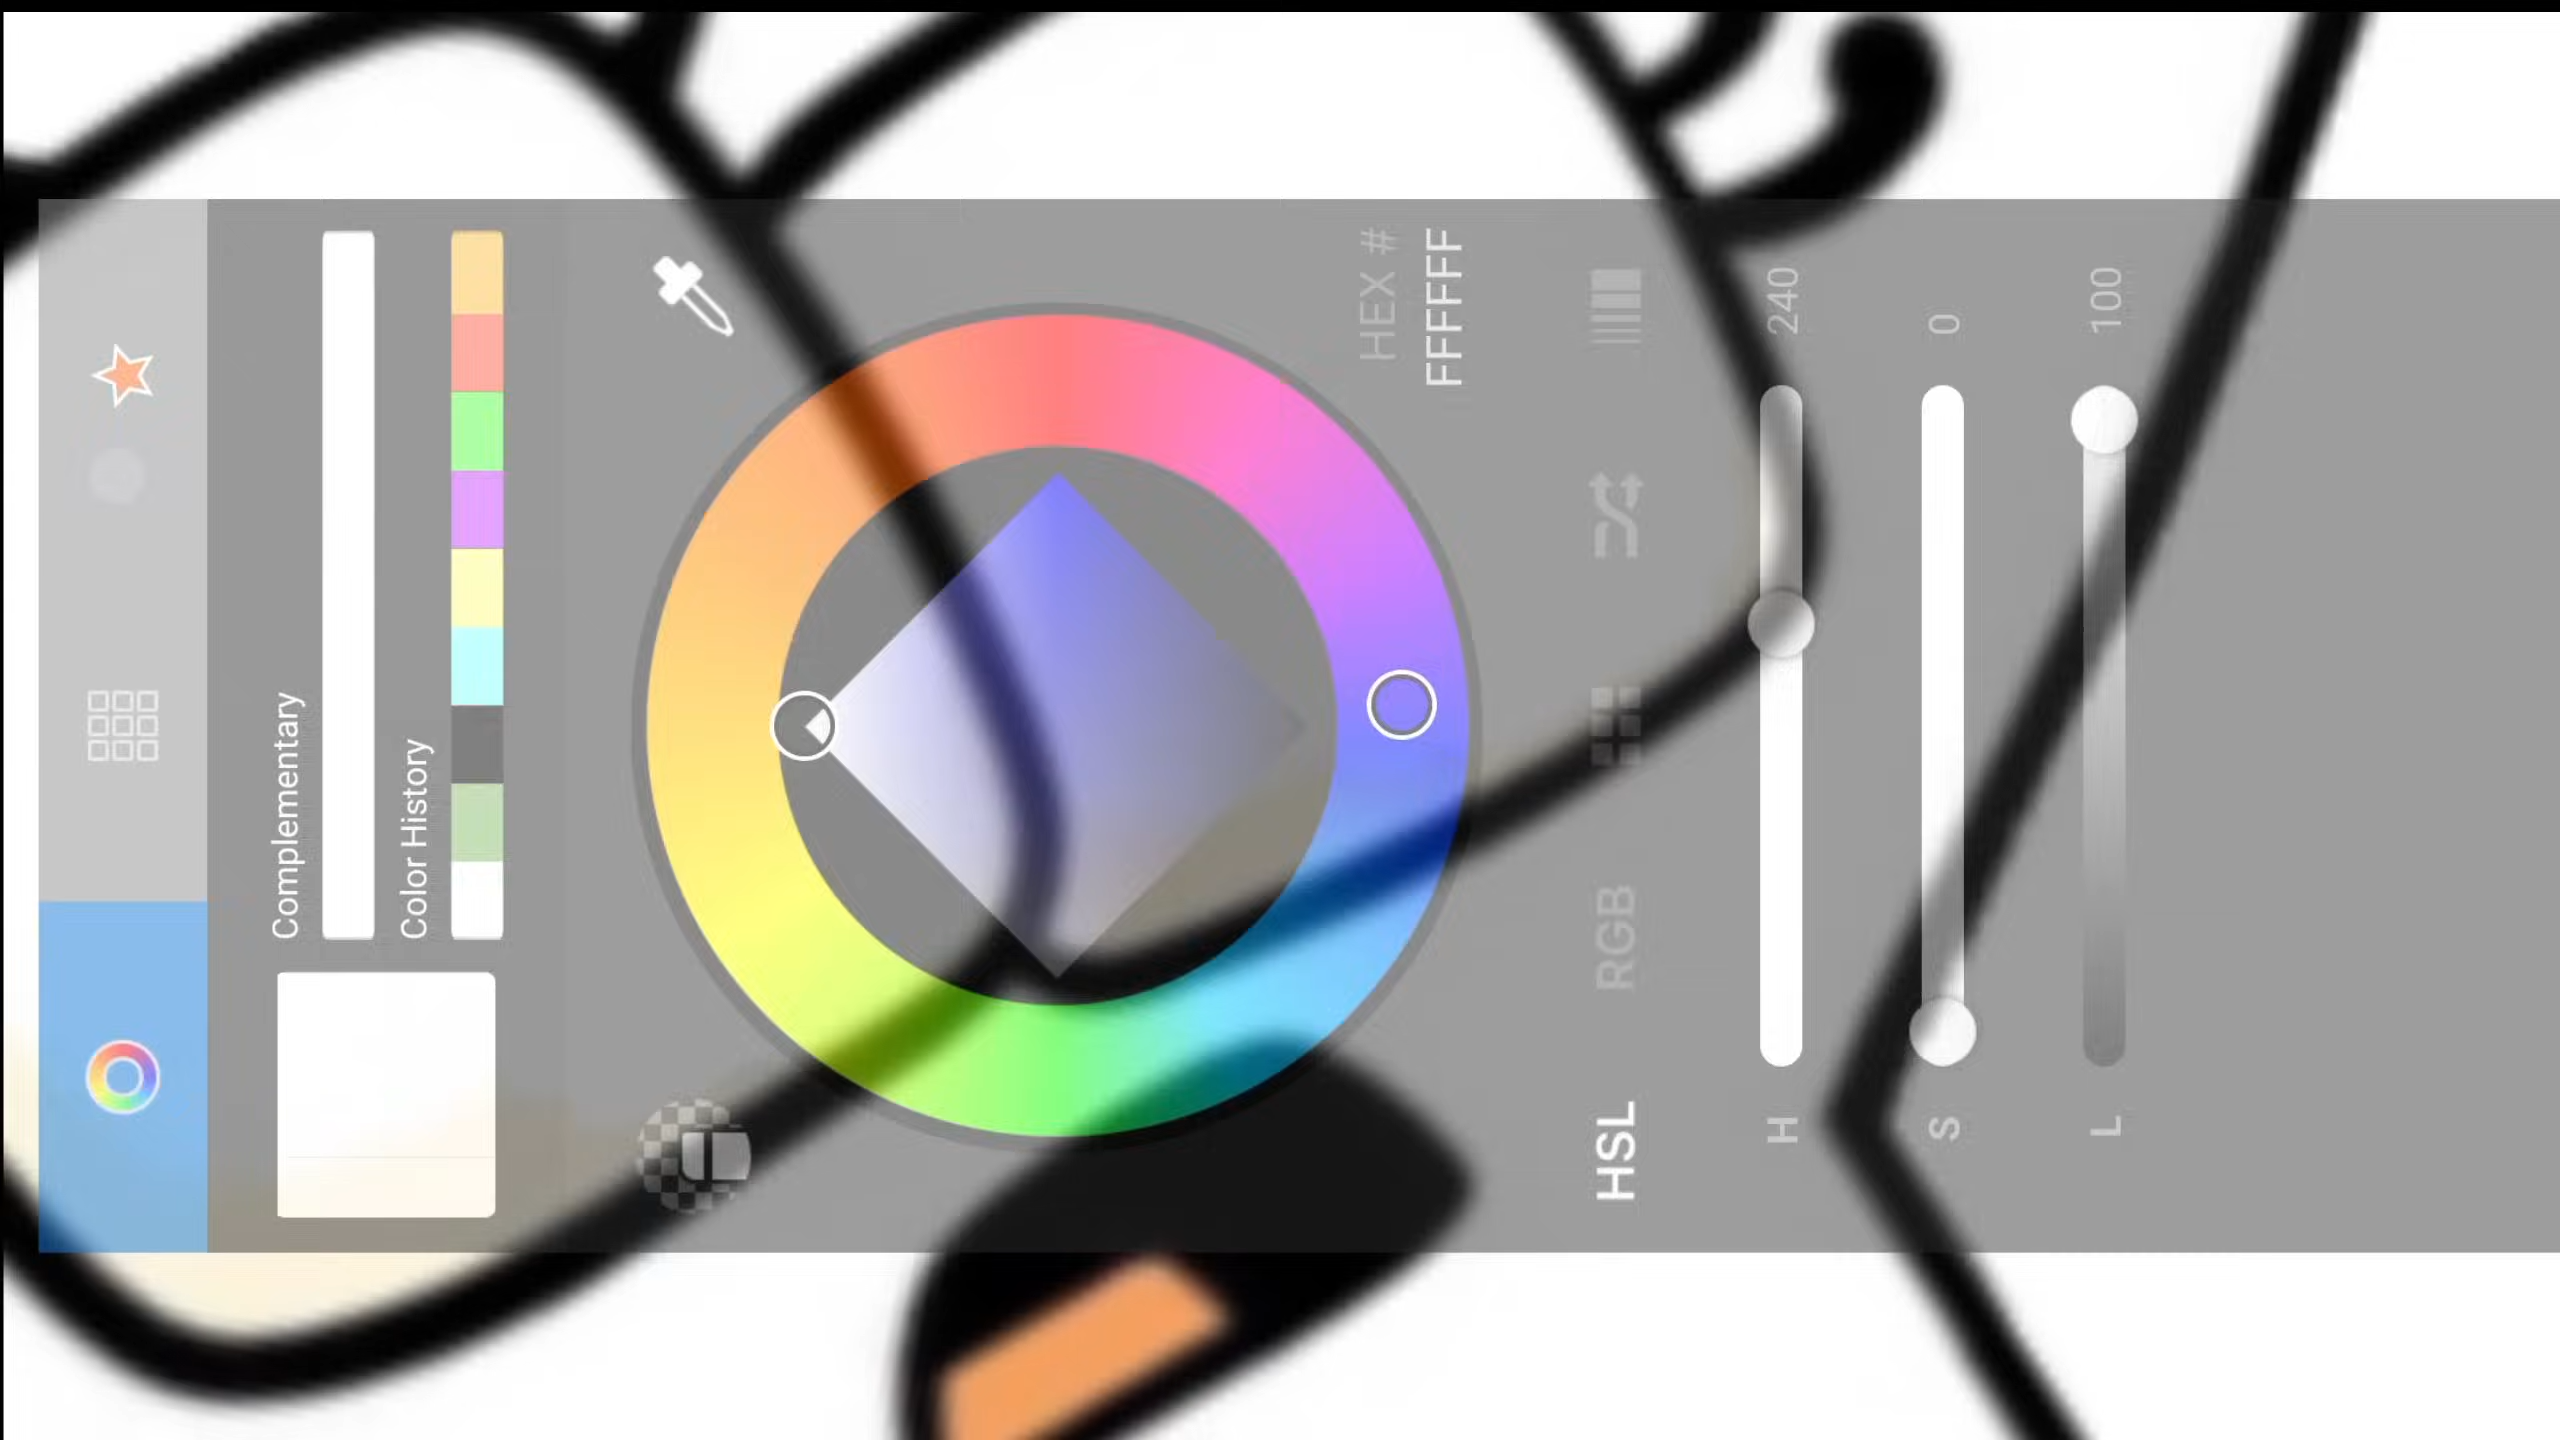 Complementary
Color History
HEX #
FFFFFF
HSL
RGB
H
240
S
0
L
100